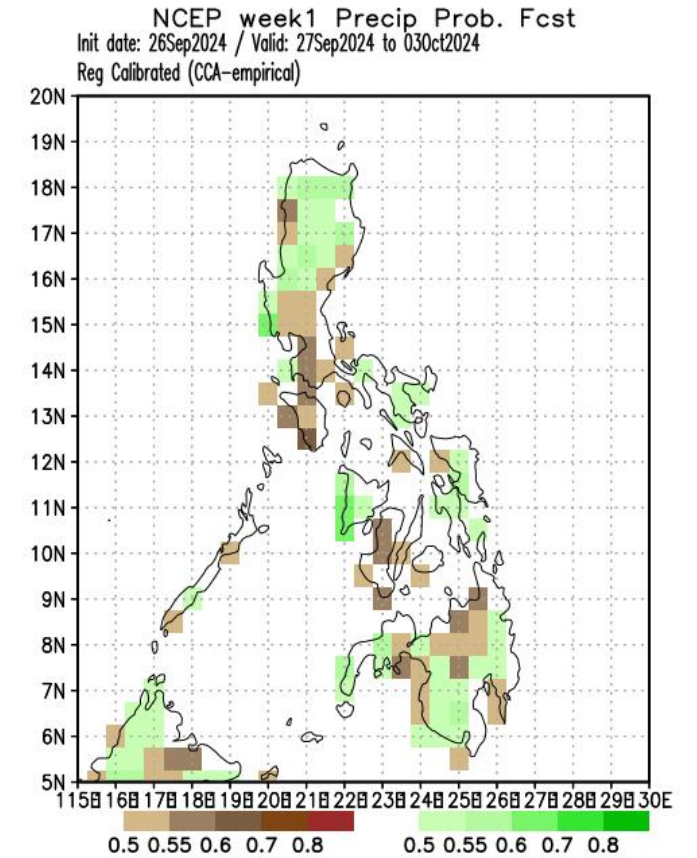 NCEP week1 Precip Prob. Fcst
Init date: 26Sep2024 / Valid: 27Sep2024 to 03Oct2024
Reg Calibrated (CCA-empirical)
20N
19N
18N
17N
16N
15N
14N
13N
12N
11N
10N
9N
8N
7N
6N
5N
115E 116E 117E 118E 119E 120E 121E 122E 123E 124E 125E 126E 127E 128E 129E 130E
0.5 0.55 0.6 0.7 0.8 0.5 0.55 0.6 0.7 0.8